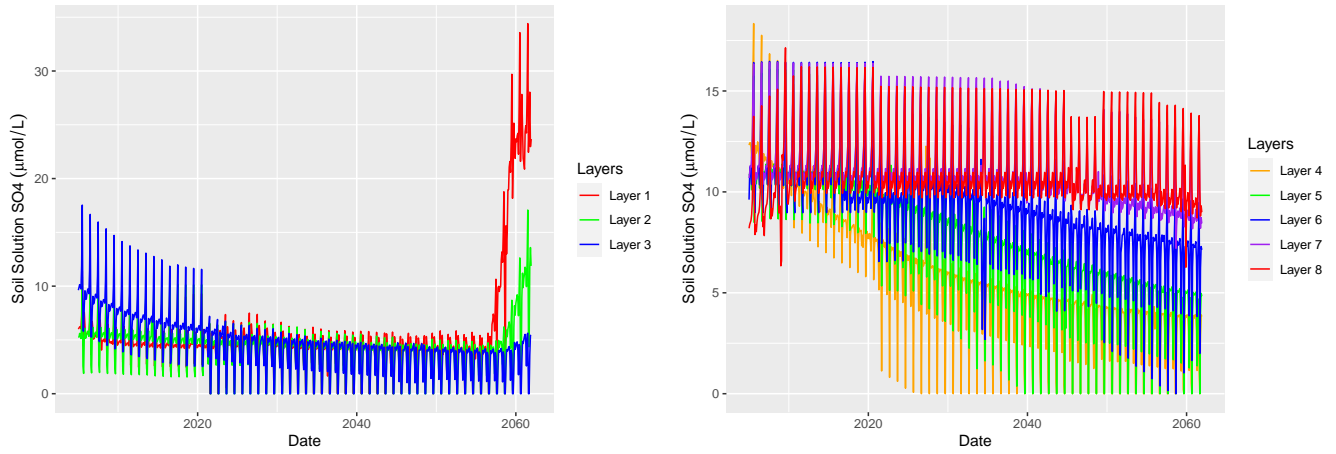 Soil Solution SO4 (μmol/L)
30
20
10
0
2020
2040
2060
Date
Layers
Layer 1
Layer 2
Layer 3
Soil Solution SO4 (μmol/L)
15
10
5
0
2020
2040
2060
Date
Layers
Layer 4
Layer 5
Layer 6
Layer 7
Layer 8